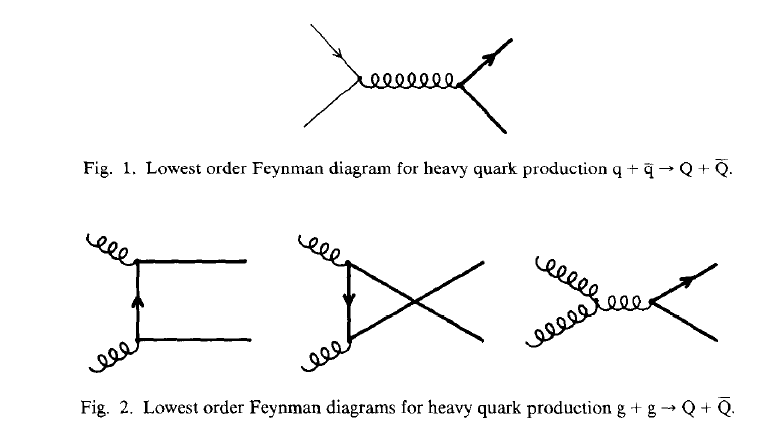 Fig. 1. Lowest order Feynman diagram for heavy quark production q + q̄ → Q + Q̄.
Fig. 2. Lowest order Feynman diagrams for heavy quark production g + g → Q + Q̄.